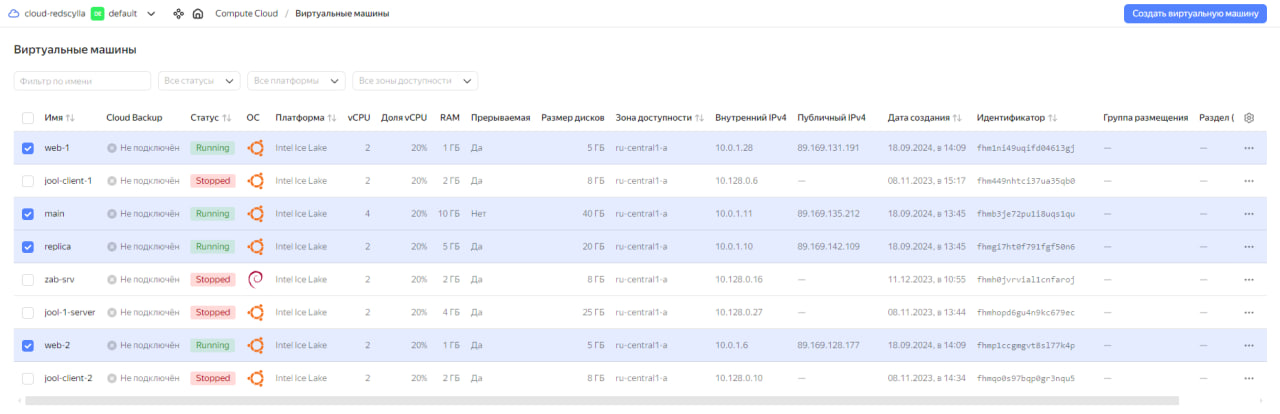 cloud-redscylla DE default Compute Cloud / Виртуальные машины Создать виртуальную машину
Виртуальные машины
Фильтр по имени Все статусы Все платформы Все зоны доступности
Имя Cloud Backup Статус ОС Платформа vCPU Доля vCPU RAM Прерываемая Размер дисков Зона доступности Внутренний IPv4 Публичный IPv4 Дата создания Идентификатор Группа размещения Раздел (
web-1 Не подключён Running Intel Ice Lake 2 20% 1 ГБ Да 5 ГБ ru-central1-a 10.0.1.28 89.169.131.191 18.09.2024, в 14:09 fhm1ni49uqifd04613gj — — ···
jool-client-1 Не подключён Stopped Intel Ice Lake 2 20% 2 ГБ Да 8 ГБ ru-central1-a 10.128.0.6 — 08.11.2023, в 15:17 fhm449nhtci37ua35qb0 — — ···
main Не подключён Running Intel Ice Lake 4 20% 10 ГБ Нет 40 ГБ ru-central1-a 10.0.1.11 89.169.135.212 18.09.2024, в 13:45 fhmb3je72pu1i8uqs1qu — — ···
replica Не подключён Running Intel Ice Lake 2 20% 5 ГБ Да 20 ГБ ru-central1-a 10.0.1.10 89.169.142.109 18.09.2024, в 13:45 fhmgi7ht0f791fgf50n6 — — ···
zab-srv Не подключён Stopped Intel Ice Lake 2 20% 2 ГБ Да 8 ГБ ru-central1-a 10.128.0.16 — 11.12.2023, в 10:55 fhmh0jvrvial1cnfaroj — — ···
jool-1-server Не подключён Stopped Intel Ice Lake 2 20% 4 ГБ Да 25 ГБ ru-central1-a 10.128.0.27 — 08.11.2023, в 13:44 fhmhopd6gu4n9kc679ec — — ···
web-2 Не подключён Running Intel Ice Lake 2 20% 1 ГБ Да 5 ГБ ru-central1-a 10.0.1.6 89.169.128.177 18.09.2024, в 14:09 fhmp1ccgmgvt8sl77k4p — — ···
jool-client-2 Не подключён Stopped Intel Ice Lake 2 20% 2 ГБ Да 8 ГБ ru-central1-a 10.128.0.10 — 08.11.2023, в 14:34 fhmqo0s97bqp0gr3nqu5 — — ···